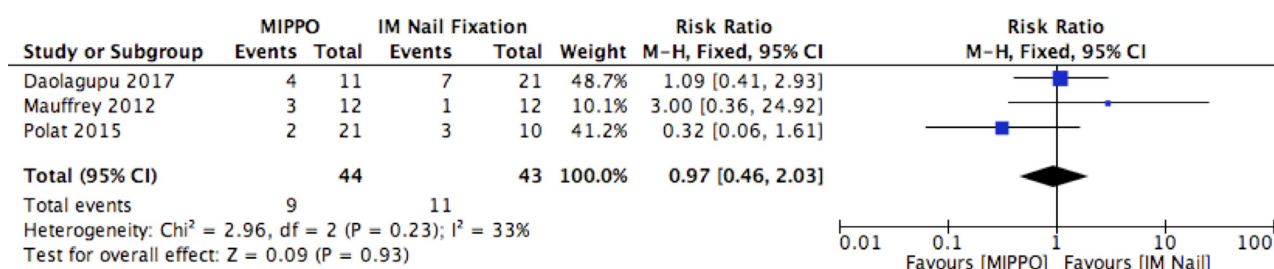 MIPPO IM Nail Fixation Risk Ratio Risk Ratio
Study or Subgroup Events Total Events Total Weight M-H, Fixed, 95% CI M-H, Fixed, 95% CI
Daolagupu 2017 4 11 7 21 48.7% 1.09 [0.41, 2.93]
Mauffrey 2012 3 12 1 12 10.1% 3.00 [0.36, 24.92]
Polat 2015 2 21 3 10 41.2% 0.32 [0.06, 1.61]
Total (95% CI) 44 43 100.0% 0.97 [0.46, 2.03]
Total events 9 11
Heterogeneity: Chi² = 2.96, df = 2 (P = 0.23); I² = 33%
Test for overall effect: Z = 0.09 (P = 0.93)
0.01 0.1 1 10 100
Favours [MIPPO] Favours [IM Nail]